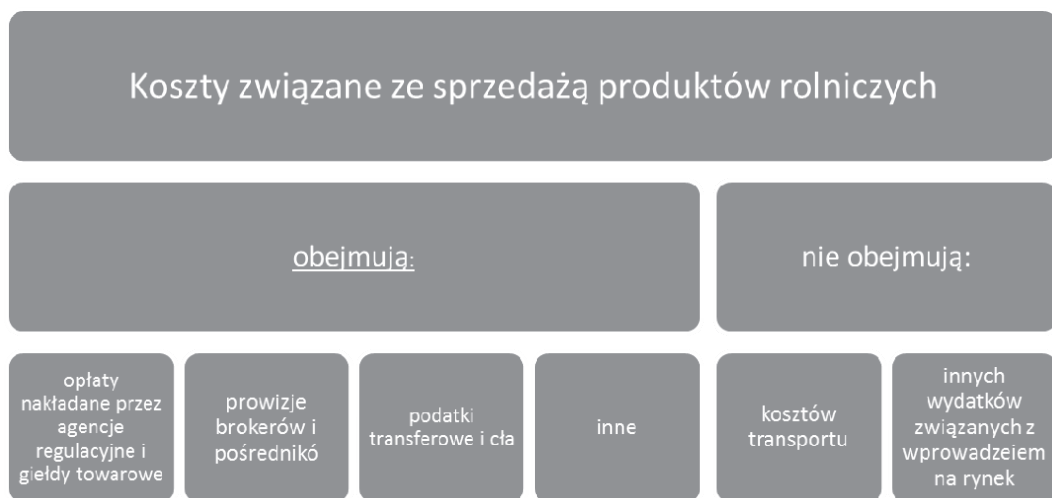 Koszty związane ze sprzedażą produktów rolniczych
obejmują:
nie obejmują:
opłaty
nakładane przez
agencje
regulacyjne i
giełdy towarowe
prowizje
brokerów i
pośrednikó
podatki
transferowe i cła
inne
kosztów
transportu
innych
wydatków
związanych z
wprowadzeiem
na rynek